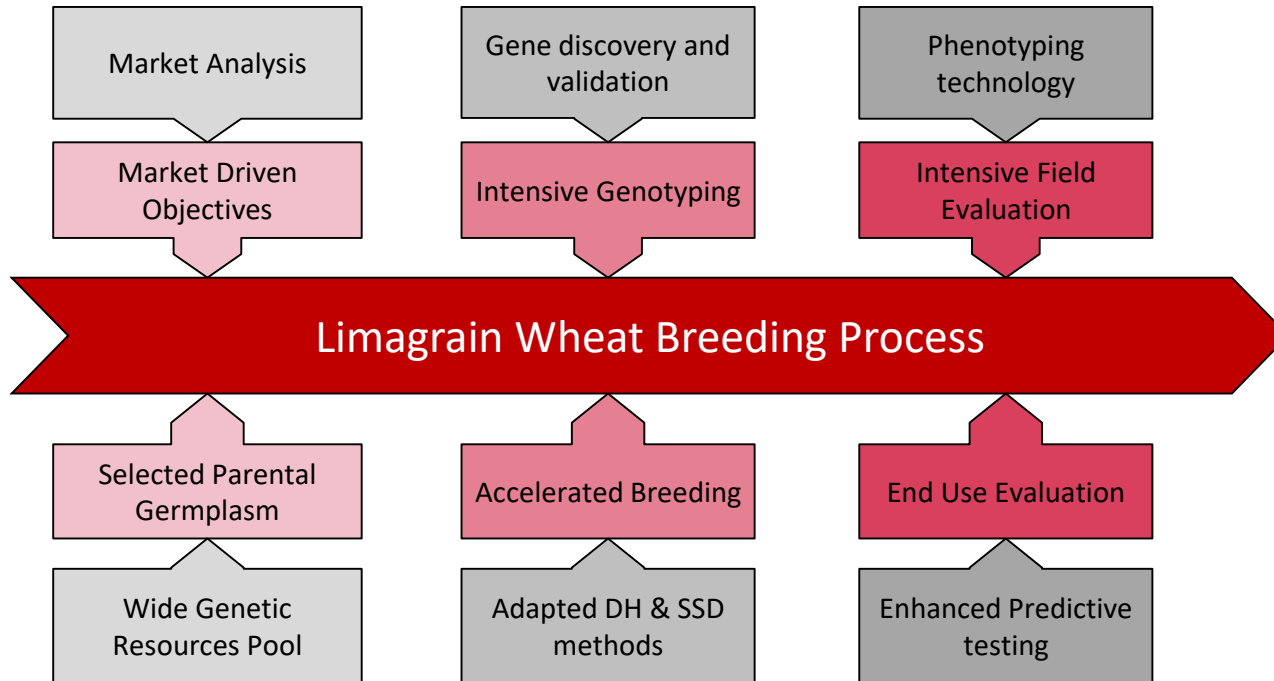 Market Analysis
Gene discovery and
validation
Phenotyping
technology
Market Driven
Objectives
Intensive Genotyping
Intensive Field
Evaluation
Limagrain Wheat Breeding Process
Selected Parental
Germplasm
Accelerated Breeding
End Use Evaluation
Wide Genetic
Resources Pool
Adapted DH & SSD
methods
Enhanced Predictive
testing